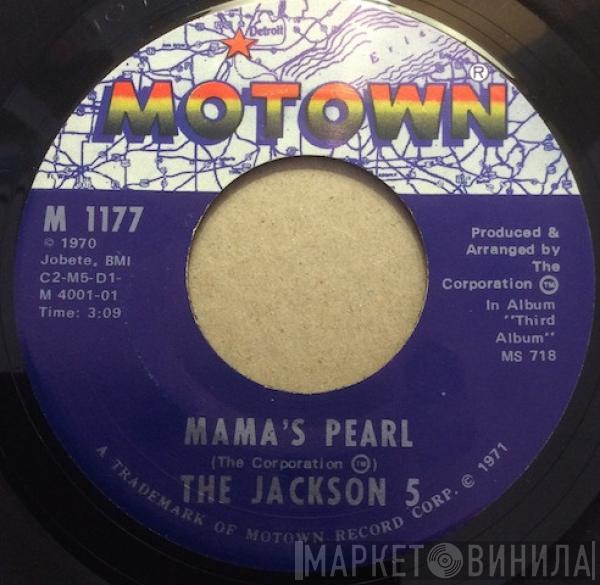 Detroit
Erie
MOTOWN®
M 1177
© 1970
Jobete, BMI
C2-M5-D1-
M 4001-01
Time: 3:09
Produced &
Arranged by
The
Corporation ™
In Album
"Third
Album"
MS 718
MAMA'S PEARL
(The Corporation ™)
THE JACKSON 5
A TRADEMARK OF MOTOWN RECORD CORP. © 1971
МАРКЕТ ВИНИЛА